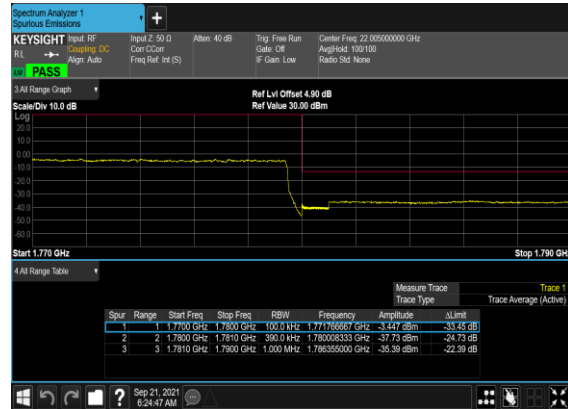 Spectrum Analyzer 1
Spurious Emissions
+
KEYSIGHT Input: RF Input Z: 50 Ω Atten: 40 dB Trig: Free Run Center Freq: 22.005000000 GHz
RL Coupling: DC Corr CCorr Gate: Off Avg|Hold: 100/100
Align: Auto Freq Ref: Int (S) IF Gain: Low Radio Std: None
LW PASS
3 All Range Graph
Ref Lvl Offset 4.90 dB
Scale/Div 10.0 dB Ref Value 30.00 dBm
Log
20.0
10.0
0.00
-10.0
-20.0
-30.0
-40.0
-50.0
-60.0
Start 1.770 GHz Stop 1.790 GHz
4 All Range Table
Measure Trace Trace 1
Trace Type Trace Average (Active)
Spur Range Start Freq Stop Freq RBW Frequency Amplitude ΔLimit
1 1 1.7700 GHz 1.7800 GHz 100.0 kHz 1.771766667 GHz -3.447 dBm -33.45 dB
2 2 1.7800 GHz 1.7810 GHz 390.0 kHz 1.780008333 GHz -37.73 dBm -24.73 dB
3 3 1.7810 GHz 1.7900 GHz 1.000 MHz 1.786355000 GHz -35.39 dBm -22.39 dB
? Sep 21, 2021
6:24:47 AM